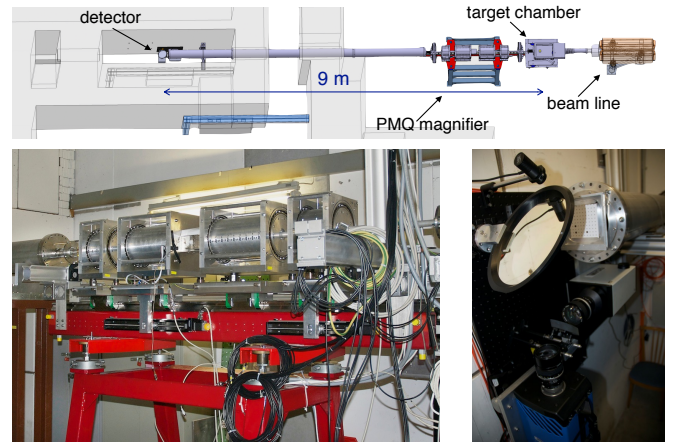 detector
target chamber
9 m
beam line
PMQ magnifier